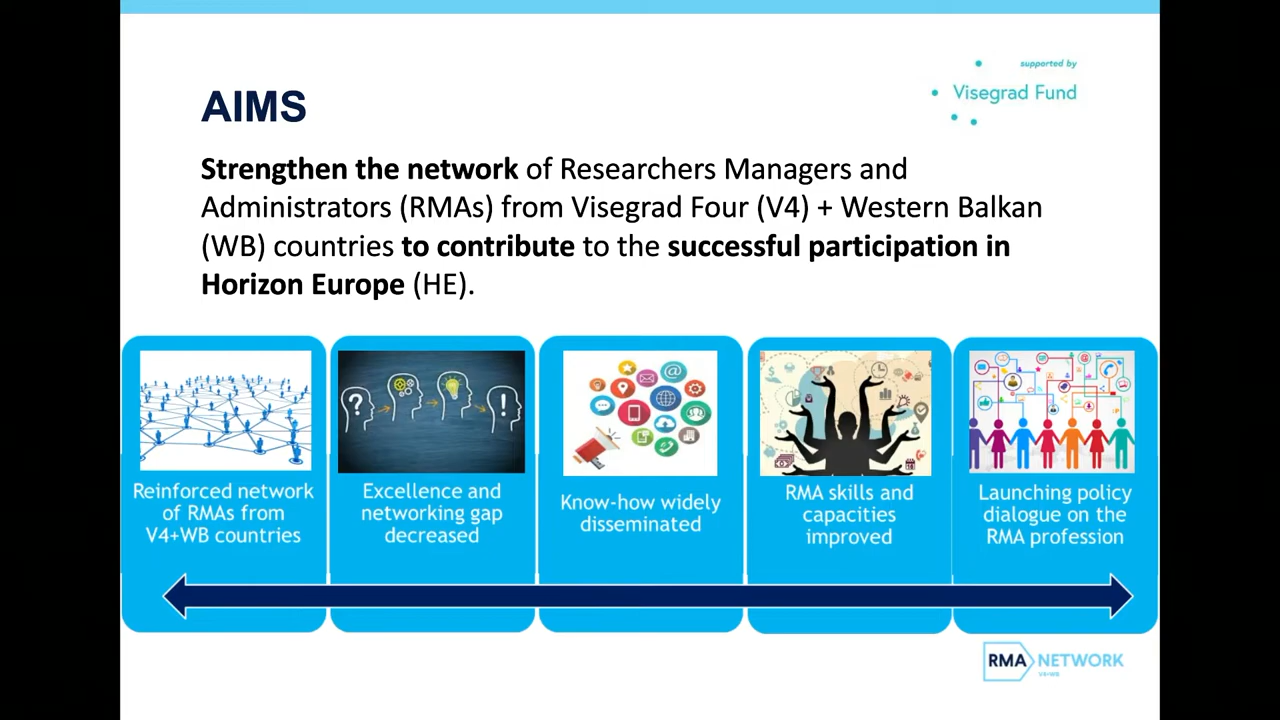 supported by
Visegrad Fund
AIMS
Strengthen the network of Researchers Managers and
Administrators (RMAs) from Visegrad Four (V4) + Western Balkan
(WB) countries to contribute to the successful participation in
Horizon Europe (HE).
Reinforced network
of RMAs from
V4+WB countries
Excellence and
networking gap
decreased
Know-how widely
disseminated
RMA skills and
capacities
improved
Launching policy
dialogue on the
RMA profession
RMA NETWORK
V4+WB